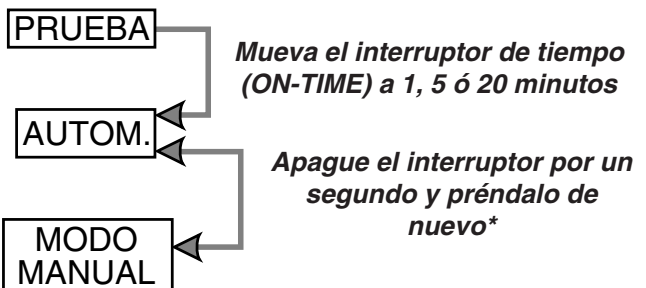 PRUEBA
Mueva el interruptor de tiempo
(ON-TIME) a 1, 5 ó 20 minutos
AUTOM.
Apague el interruptor por un
segundo y préndalo de
nuevo*
MODO
MANUAL